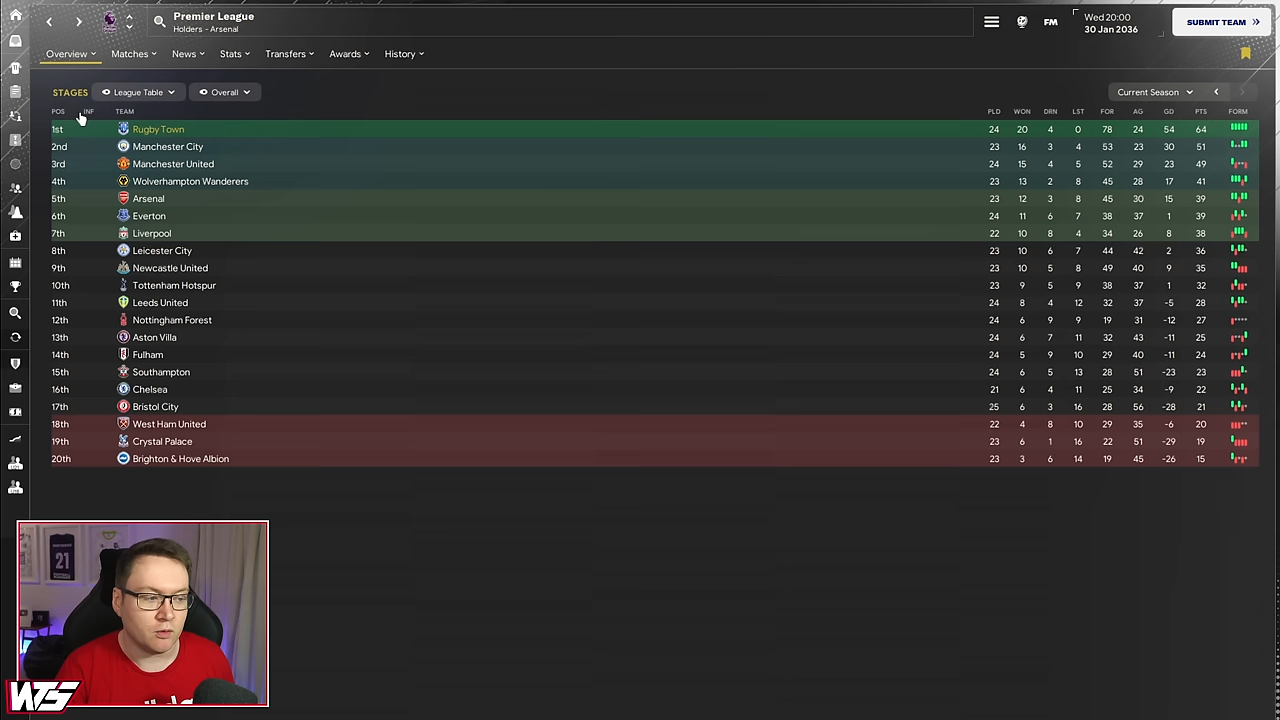 Premier League
Holders - Arsenal
FM
Wed 20:00
30 Jan 2036
SUBMIT TEAM
Overview Matches News Stats Transfers Awards History
STAGES League Table Overall Current Season
POS INF TEAM PLD WON DRN LST FOR AG GD PTS FORM
1st Rugby Town 24 20 4 0 78 24 54 64
2nd Manchester City 23 16 3 4 53 23 30 51
3rd Manchester United 24 15 4 5 52 29 23 49
4th Wolverhampton Wanderers 23 13 2 8 45 28 17 41
5th Arsenal 23 12 3 8 45 30 15 39
6th Everton 24 11 6 7 38 37 1 39
7th Liverpool 22 10 8 4 34 26 8 38
8th Leicester City 23 10 6 7 44 42 2 36
9th Newcastle United 23 10 5 8 49 40 9 35
10th Tottenham Hotspur 23 9 5 9 38 37 1 32
11th Leeds United 24 8 4 12 32 37 -5 28
12th Nottingham Forest 24 6 9 9 19 31 -12 27
13th Aston Villa 24 6 7 11 32 43 -11 25
14th Fulham 24 5 9 10 29 40 -11 24
15th Southampton 24 6 5 13 28 51 -23 23
16th Chelsea 21 6 4 11 25 34 -9 22
17th Bristol City 25 6 3 16 28 56 -28 21
18th West Ham United 22 4 8 10 29 35 -6 20
19th Crystal Palace 23 6 1 16 22 51 -29 19
20th Brighton & Hove Albion 23 3 6 14 19 45 -26 15
21
WTS